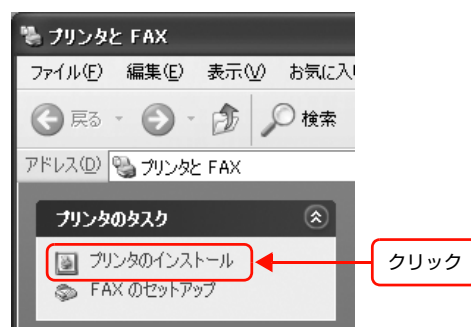 プリンタと FAX
ファイル(F) 編集(E) 表示(V) お気に入
戻る 検索
アドレス(D) プリンタと FAX
プリンタのタスク
プリンタのインストール
クリック
FAX のセットアップ